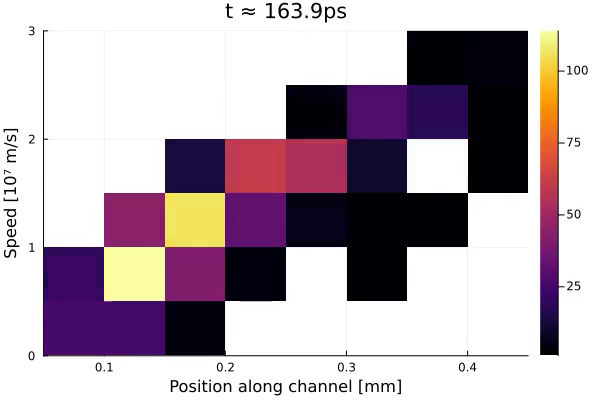 t ≈ 163.9ps
3
2
1
0
Speed [10⁷ m/s]
0.1 0.2 0.3 0.4
Position along channel [mm]
100
75
50
25